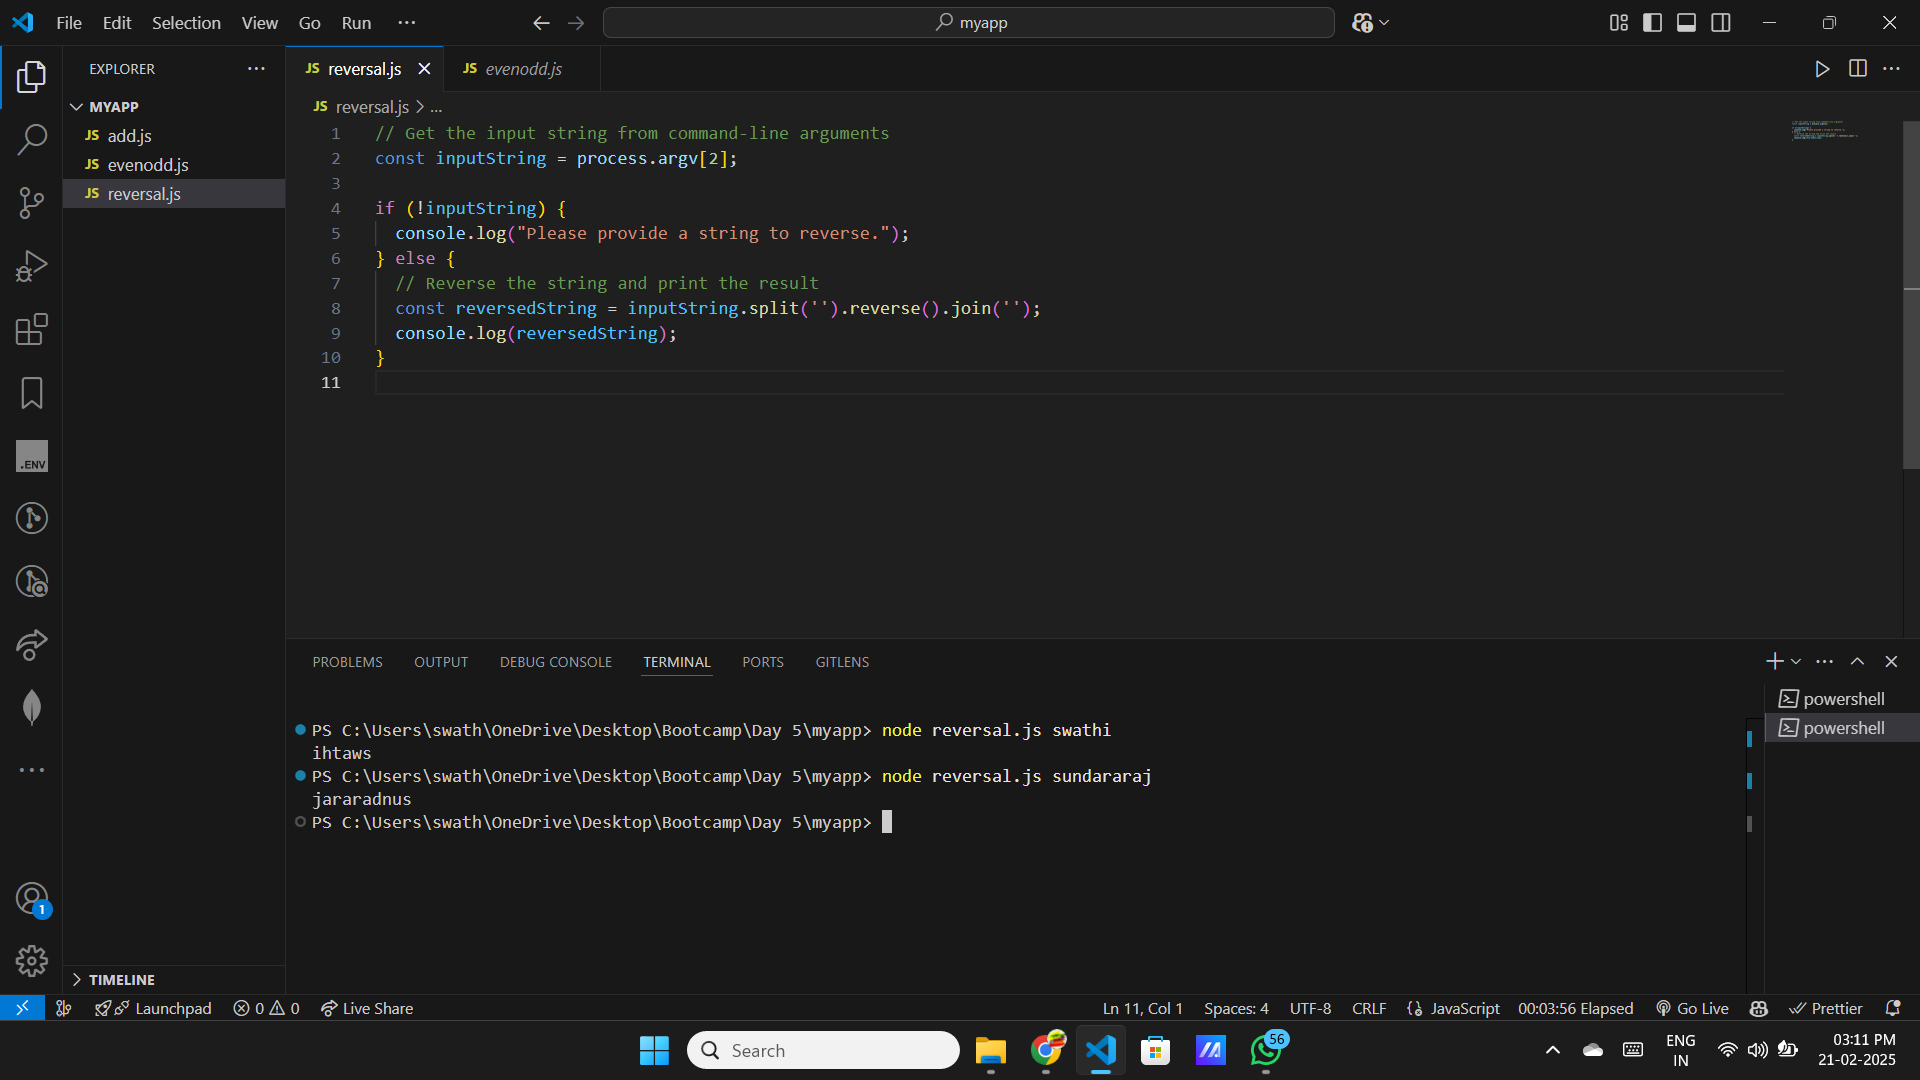 File Edit Selection View Go Run ···
myapp
EXPLORER
MYAPP
JS add.js
JS evenodd.js
JS reversal.js
.ENV
1
TIMELINE
JS reversal.js
JS evenodd.js
JS reversal.js > ...
1 // Get the input string from command-line arguments
2 const inputString = process.argv[2];
3
4 if (!inputString) {
5 console.log("Please provide a string to reverse.");
6 } else {
7 // Reverse the string and print the result
8 const reversedString = inputString.split('').reverse().join('');
9 console.log(reversedString);
10 }
11
PROBLEMS OUTPUT DEBUG CONSOLE TERMINAL PORTS GITLENS
powershell
powershell
PS C:\Users\swath\OneDrive\Desktop\Bootcamp\Day 5\myapp> node reversal.js swathi
ihtaws
PS C:\Users\swath\OneDrive\Desktop\Bootcamp\Day 5\myapp> node reversal.js sundararaj
jararadnus
PS C:\Users\swath\OneDrive\Desktop\Bootcamp\Day 5\myapp>
Launchpad 0 0 Live Share Ln 11, Col 1 Spaces: 4 UTF-8 CRLF {} JavaScript 00:03:56 Elapsed Go Live Prettier
Search
56
ENG
IN
03:11 PM
21-02-2025